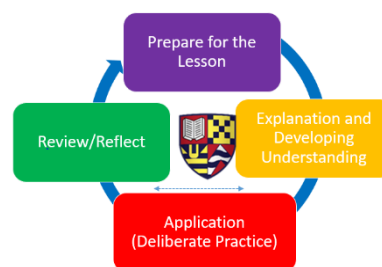 Prepare for the
Lesson
Explanation and
Developing
Understanding
Application
(Deliberate Practice)
Review/Reflect